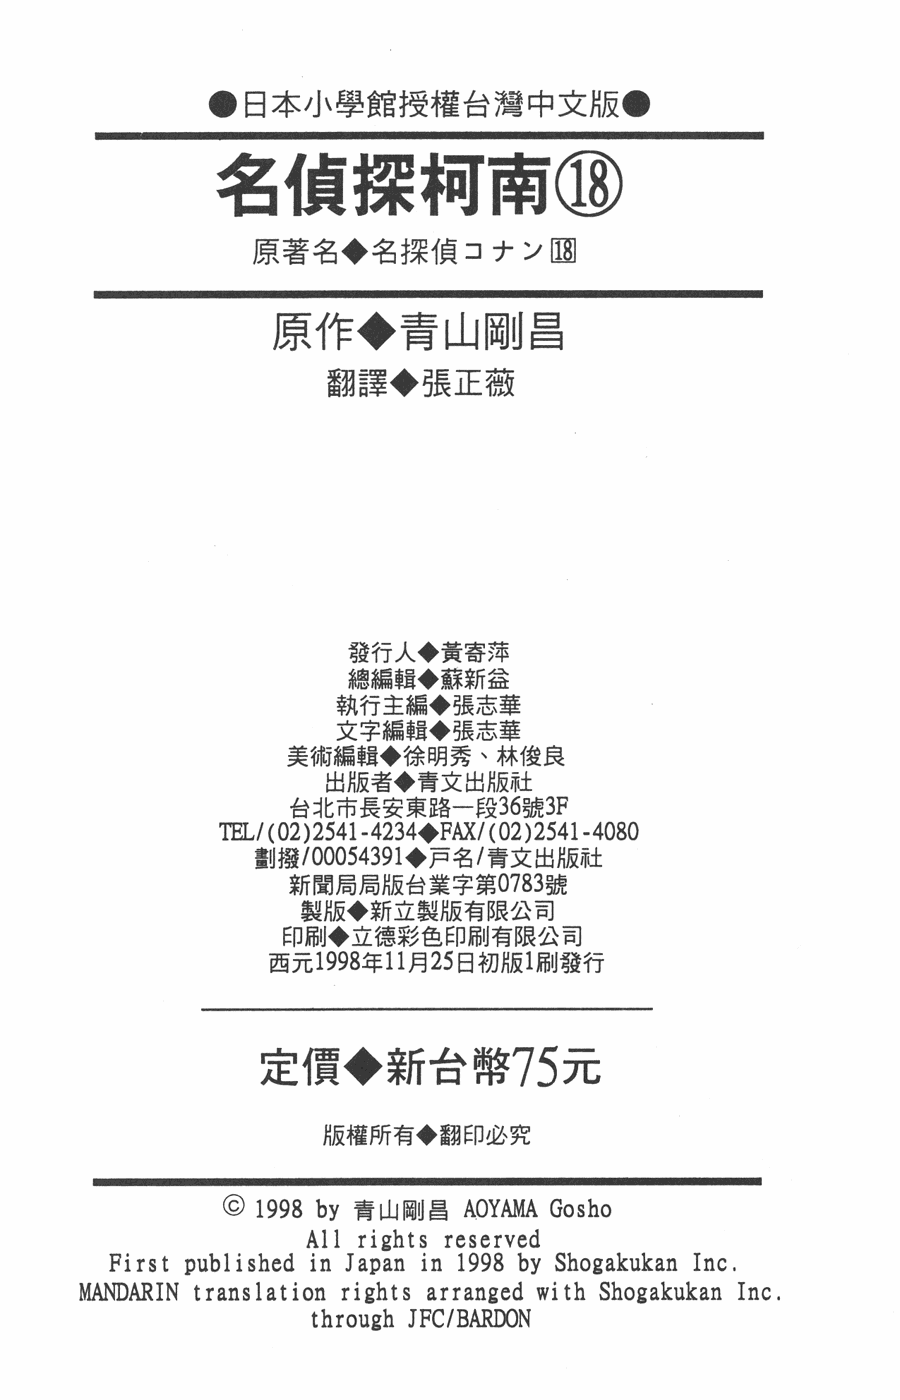 ●日本小學館授權台灣中文版●
名偵探柯南⑱
原著名◆名探偵コナン18
原作◆青山剛昌
翻譯◆張正薇
發行人◆黃寄萍
總編輯◆蘇新益
執行主編◆張志華
文字編輯◆張志華
美術編輯◆徐明秀、林俊良
出版者◆青文出版社
台北市長安東路一段36號3F
TEL/(02)2541-4234◆FAX/(02)2541-4080
劃撥/00054391◆戶名/青文出版社
新聞局局版台業字第0783號
製版◆新立製版有限公司
印刷◆立德彩色印刷有限公司
西元1998年11月25日初版1刷發行
定價◆新台幣75元
版權所有◆翻印必究
© 1998 by 青山剛昌 AOYAMA Gosho
All rights reserved
First published in Japan in 1998 by Shogakukan Inc.
MANDARIN translation rights arranged with Shogakukan Inc.
through JFC/BARDON